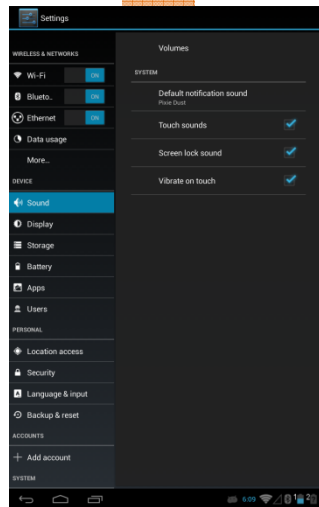 Settings
WIRELESS & NETWORKS
Wi-Fi ON
Blueto.. ON
Ethernet ON
Data usage
More...
DEVICE
Sound
Display
Storage
Battery
Apps
Users
PERSONAL
Location access
Security
Language & input
Backup & reset
ACCOUNTS
Add account
SYSTEM
Volumes
SYSTEM
Default notification sound
Pixie Dust
Touch sounds
Screen lock sound
Vibrate on touch
6:09